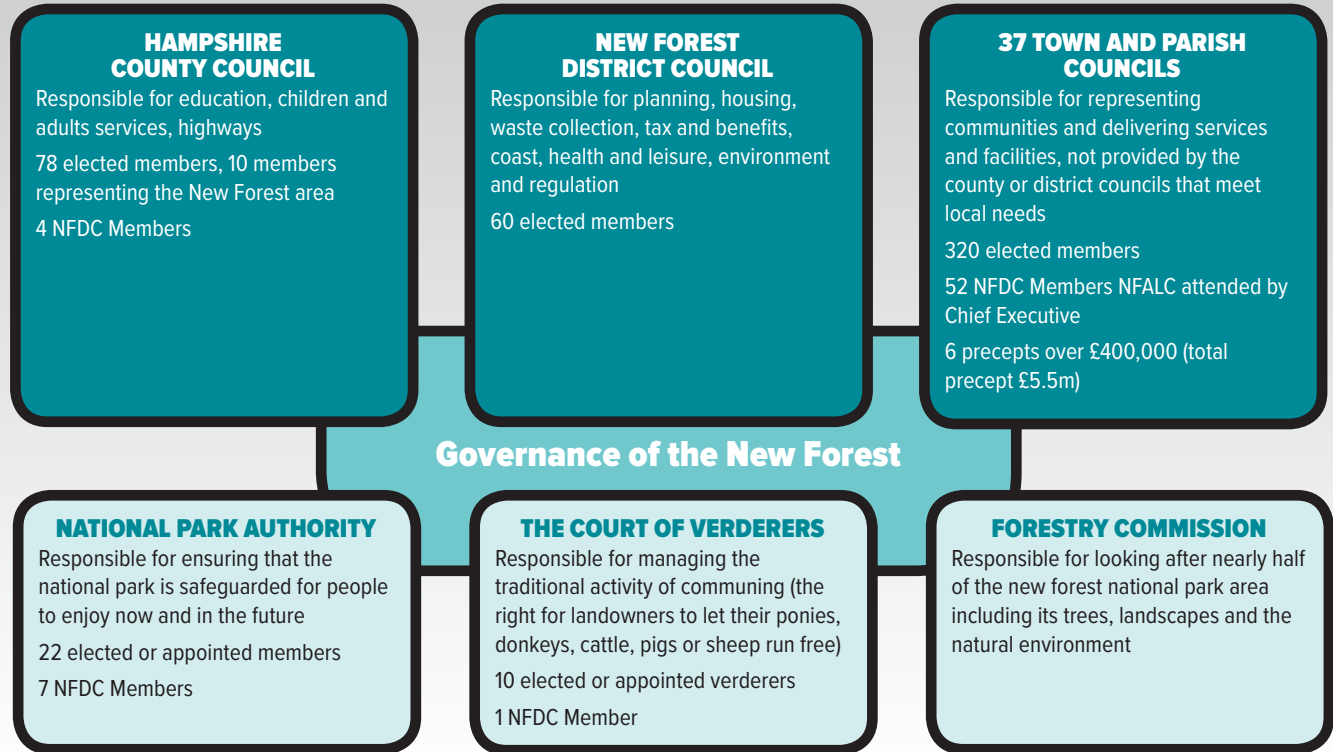 HAMPSHIRE
COUNTY COUNCIL
Responsible for education, children and
adults services, highways
78 elected members, 10 members
representing the New Forest area
4 NFDC Members
NEW FOREST
DISTRICT COUNCIL
Responsible for planning, housing,
waste collection, tax and benefits,
coast, health and leisure, environment
and regulation
60 elected members
37 TOWN AND PARISH
COUNCILS
Responsible for representing
communities and delivering services
and facilities, not provided by the
county or district councils that meet
local needs
320 elected members
52 NFDC Members NFALC attended by
Chief Executive
6 precepts over £400,000 (total
precept £5.5m)
Governance of the New Forest
NATIONAL PARK AUTHORITY
Responsible for ensuring that the
national park is safeguarded for people
to enjoy now and in the future
22 elected or appointed members
7 NFDC Members
THE COURT OF VERDERERS
Responsible for managing the
traditional activity of communing (the
right for landowners to let their ponies,
donkeys, cattle, pigs or sheep run free)
10 elected or appointed verderers
1 NFDC Member
FORESTRY COMMISSION
Responsible for looking after nearly half
of the new forest national park area
including its trees, landscapes and the
natural environment